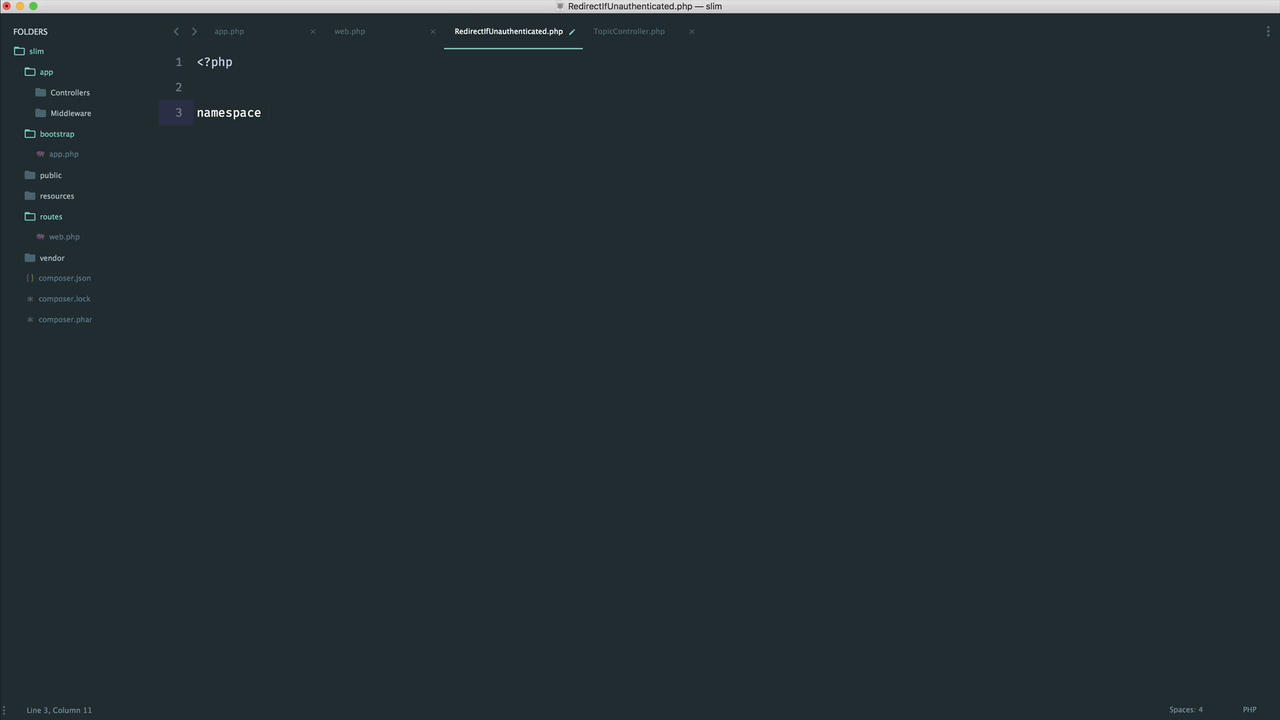 RedirectIfUnauthenticated.php — slim
FOLDERS
slim
app
Controllers
Middleware
bootstrap
app.php
public
resources
routes
web.php
vendor
composer.json
composer.lock
composer.phar
app.php
web.php
RedirectIfUnauthenticated.php
TopicController.php
1 <?php
2
3 namespace
Line 3, Column 11
Spaces: 4
PHP